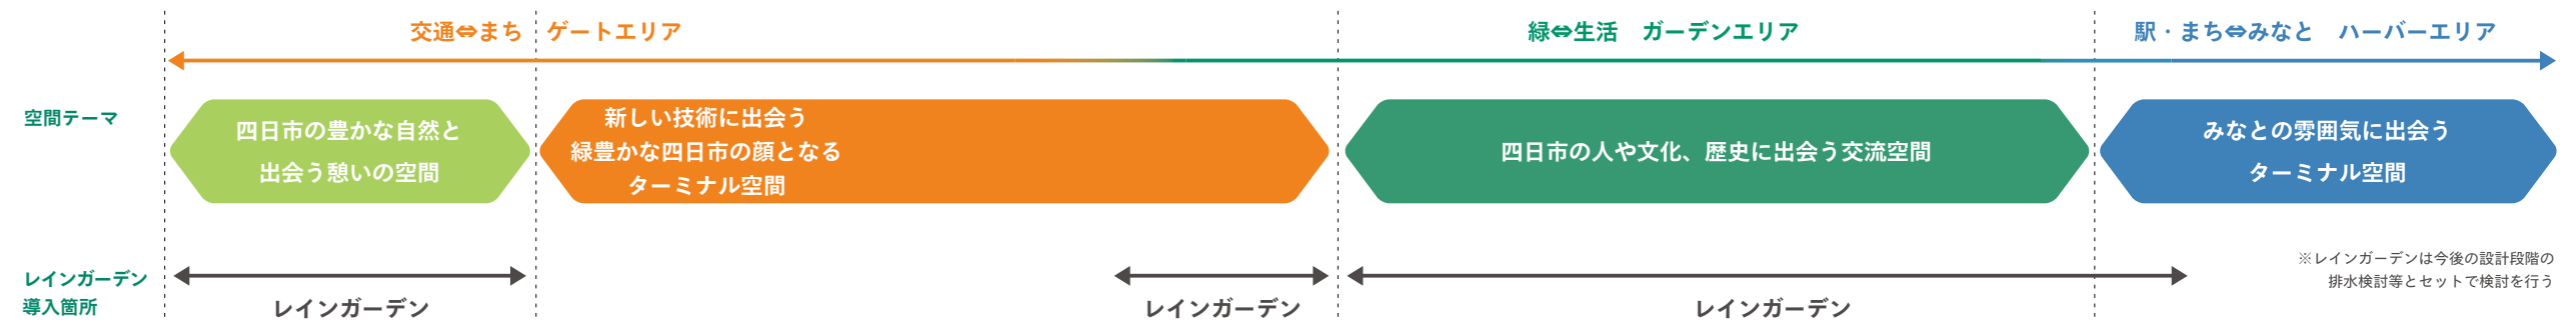 交通⇔まち　ゲートエリア
緑⇔生活　ガーデンエリア
駅・まち⇔みなと　ハーバーエリア
空間テーマ
四日市の豊かな自然と
出会う憩いの空間
新しい技術に出会う
緑豊かな四日市の顔となる
ターミナル空間
四日市の人や文化、歴史に出会う交流空間
みなとの雰囲気に出会う
ターミナル空間
レインガーデン
導入箇所
レインガーデン
レインガーデン
レインガーデン
※レインガーデンは今後の設計段階の
排水検討等とセットで検討を行う